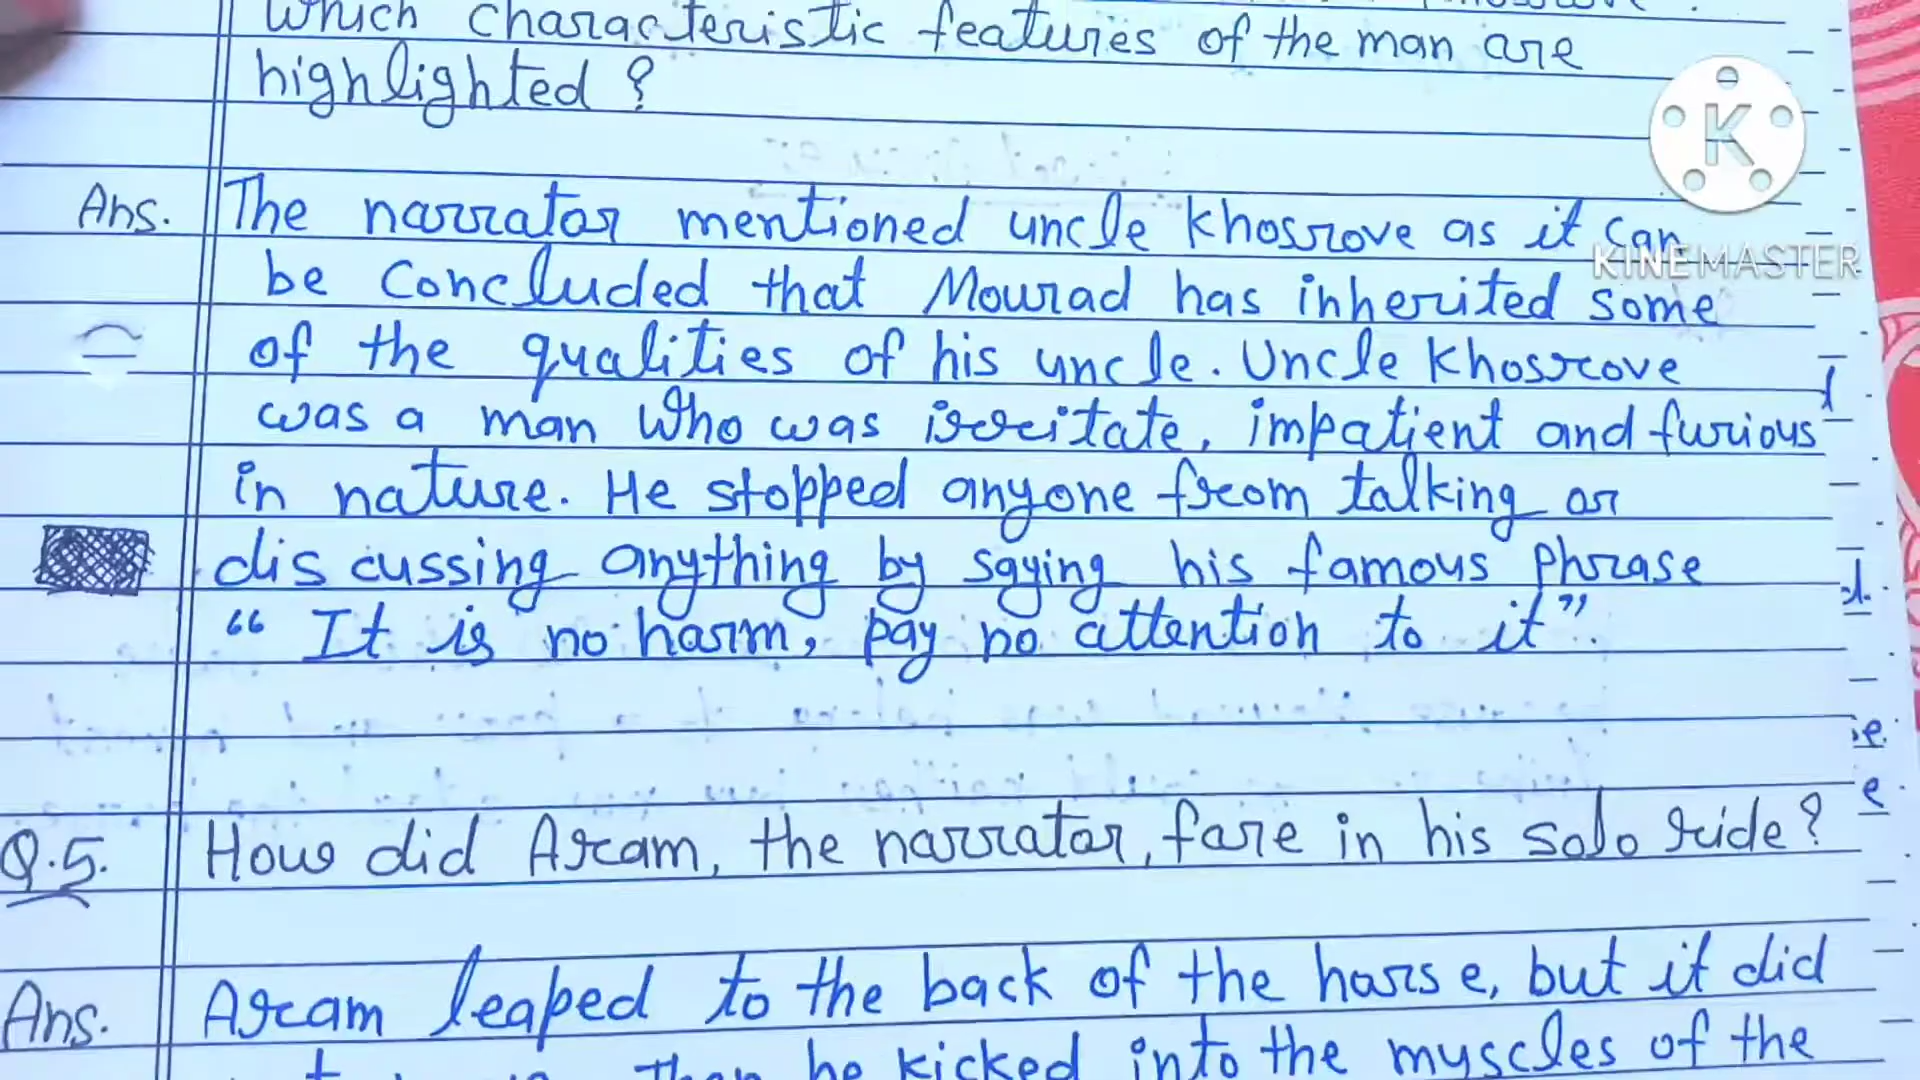 which characteristic features of the man are
highlighted?
Ans. The narrator mentioned uncle Khosrove as it can
be concluded that Mourad has inherited some
of the qualities of his uncle. Uncle Khosrove
was a man who was irritate, impatient and furious
in nature. He stopped anyone from talking or
discussing anything by saying his famous phrase
“It is no harm, pay no attention to it”.
Q.5. How did Aram, the narrator, fare in his solo ride?
Ans. Aram leaped to the back of the horse, but it did
he kicked into the muscles of the
K
KINEMASTER